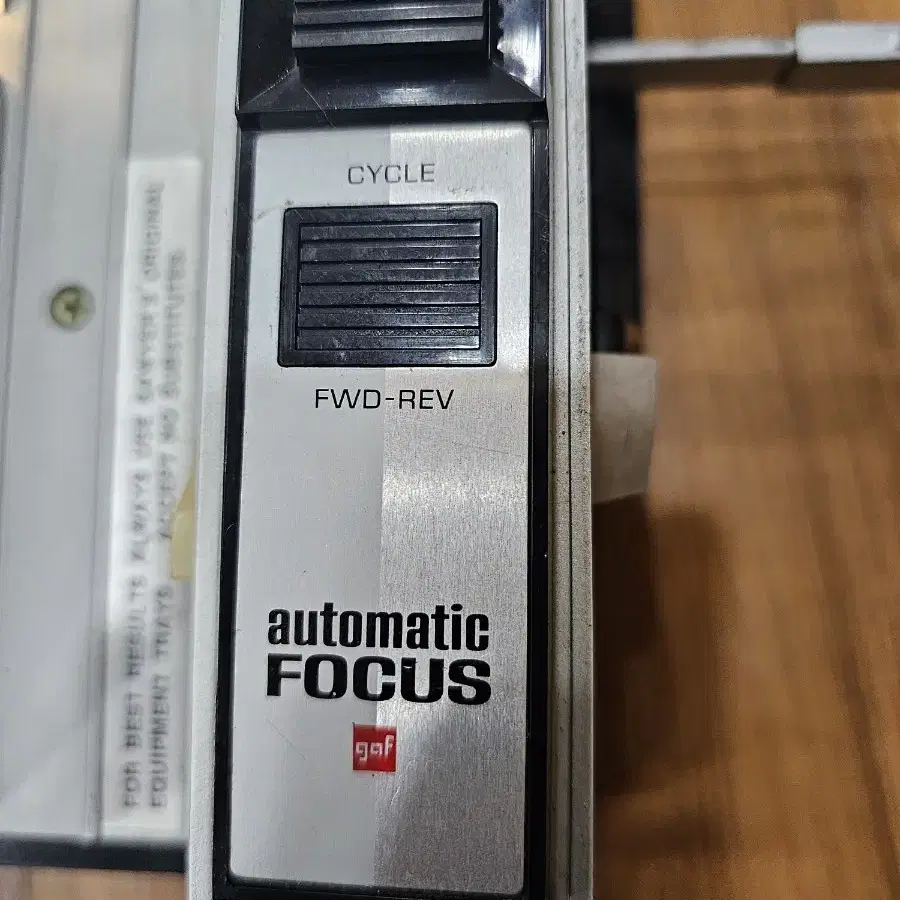 CYCLE
FWD-REV
automatic
FOCUS
gaf
FOR BEST RESULTS ALWAYS USE SAWYER'S ORIGINAL
EQUIPMENT TRAYS ACCEPT NO SUBSTITUTES